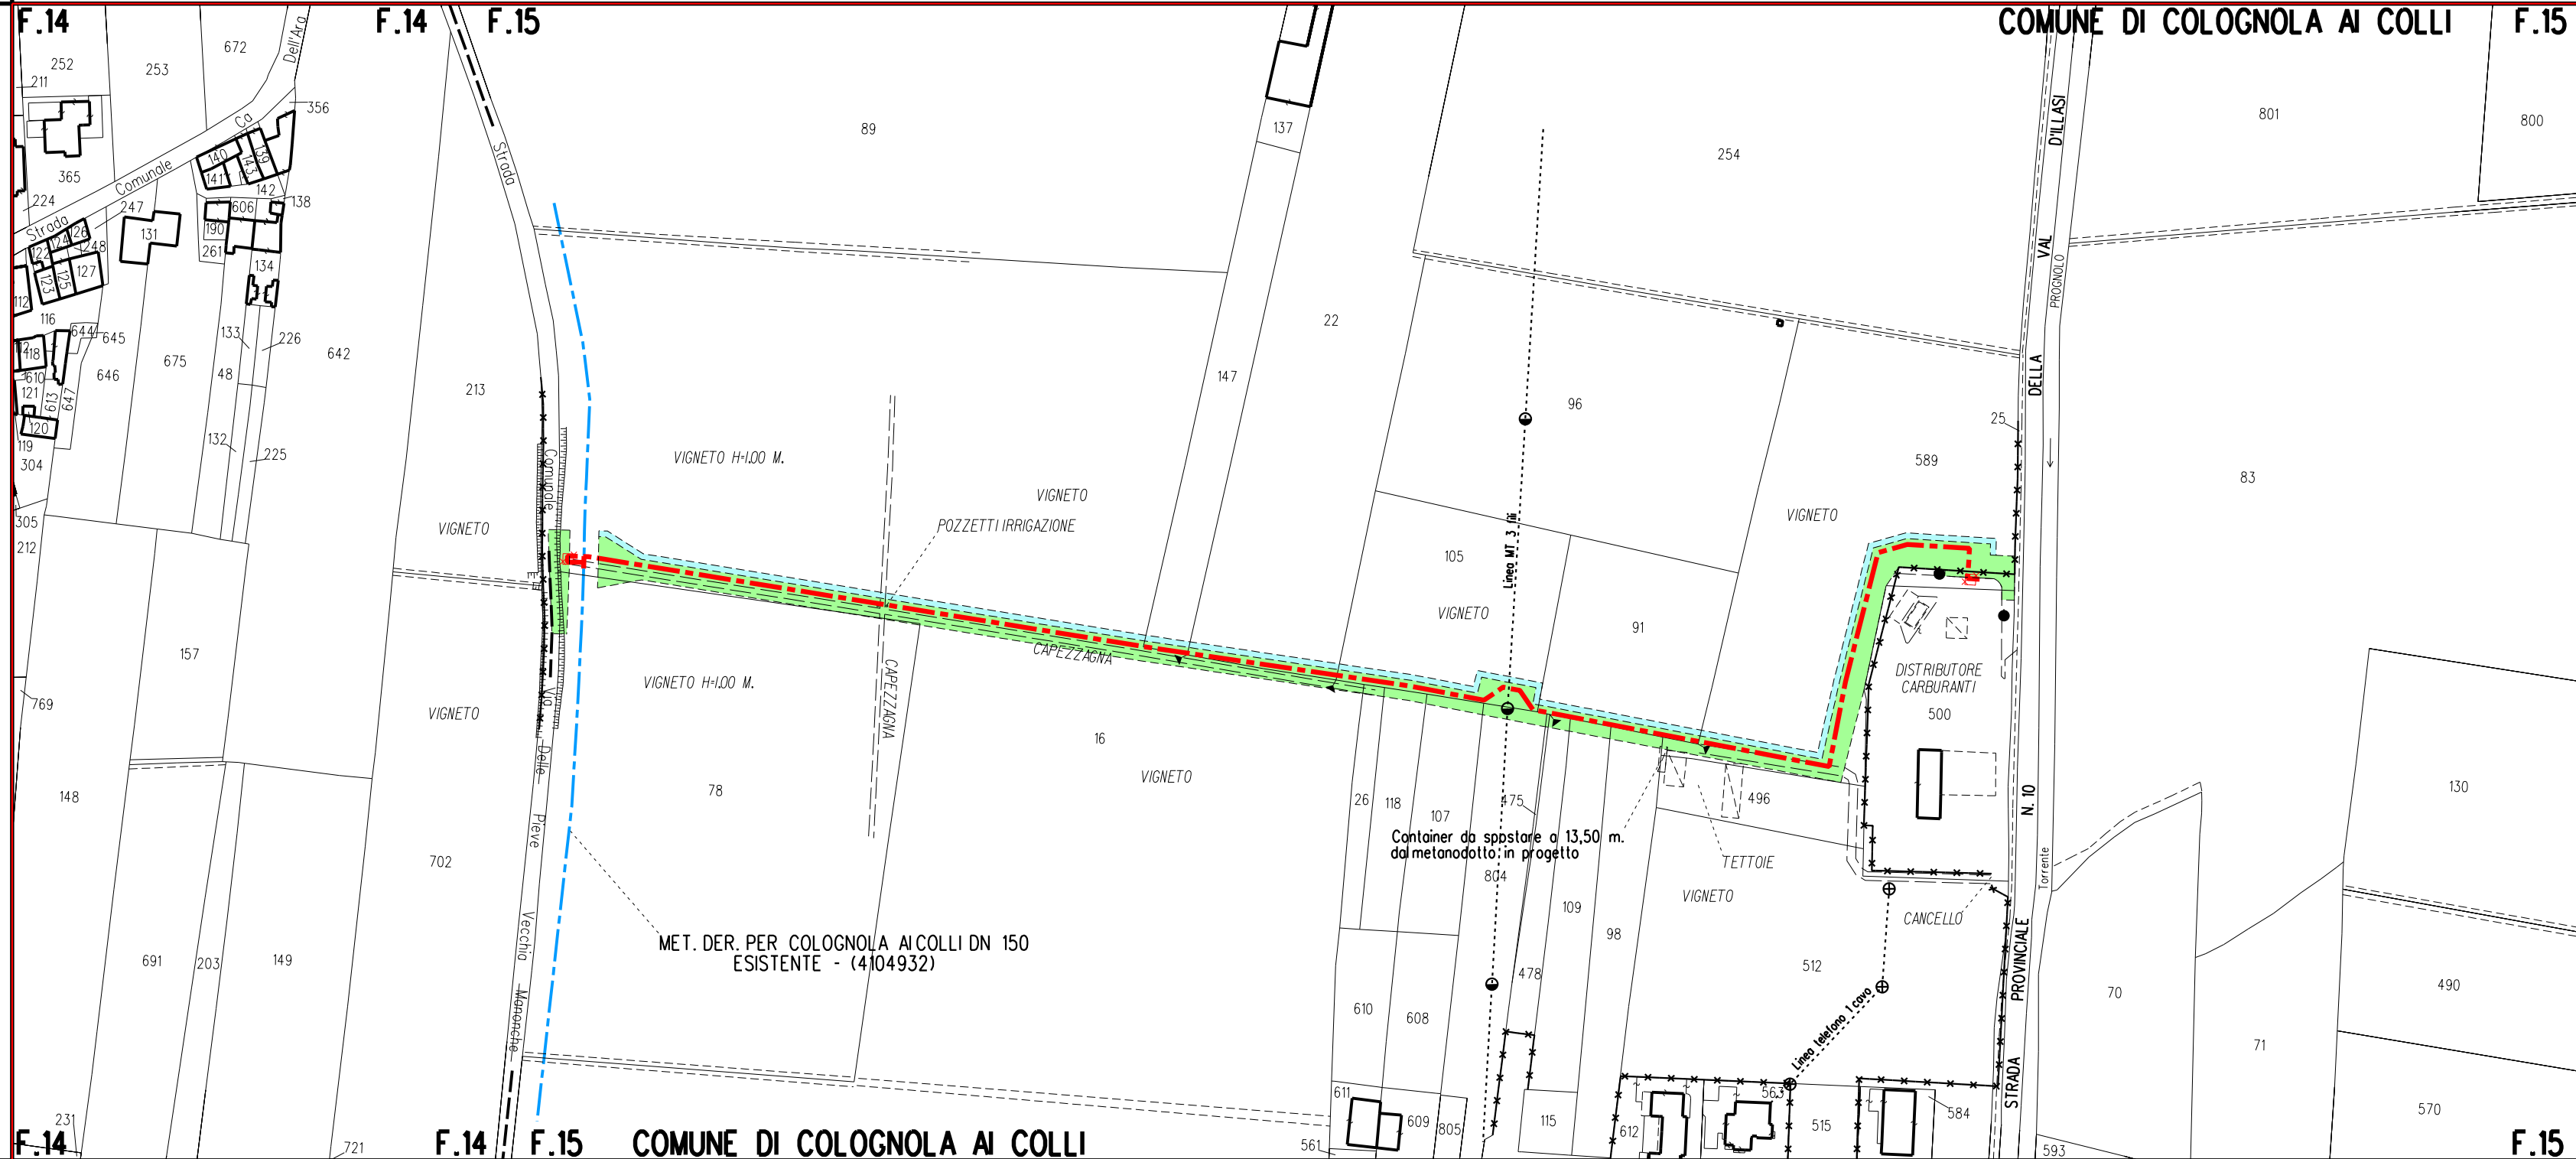 F.14
F.14
F.15
COMUNE DI COLOGNOLA AI COLLI
F.15
672
Dell'Ara
252
253
211
356
89
137
254
801
800
D'ILLASI
VAL
DELLA
PROGNOLO
Ca
Comunale
Strada
140
143
139
141
142
365
138
224
247
606
190
131
261
134
126
124
122
248
127
125
123
112
116
644
645
133
226
118
646
675
48
642
610
121
613
647
120
119
132
225
304
305
212
Strada
213
22
147
96
25
589
83
VIGNETO H=1.00 M.
VIGNETO
Comunale
VIGNETO
VIGNETO
POZZETTI IRRIGAZIONE
Linea MT 3 fili
105
VIGNETO
91
157
CAPEZZAGNA
CAPEZZAGNA
DISTRIBUTORE
CARBURANTI
500
769
VIGNETO
VIGNETO H=1.00 M.
16
VIGNETO
78
Via
Delle
Pieve
Vecchia
Mononche
148
702
26
118
107
475
496
Container da spostare a 13,50 m.
dal metanodotto in progetto
804
TETTOIE
VIGNETO
N. 10
Torrente
130
CANCELLO
109
98
MET. DER. PER COLOGNOLA AI COLLI DN 150
ESISTENTE - (4104932)
691
203
149
478
512
PROVINCIALE
STRADA
490
70
71
610
608
Linea telefono 1 cavo
563
611
609
805
115
612
515
584
570
231
721
561
593
F.14
F.14
F.15
COMUNE DI COLOGNOLA AI COLLI
F.15